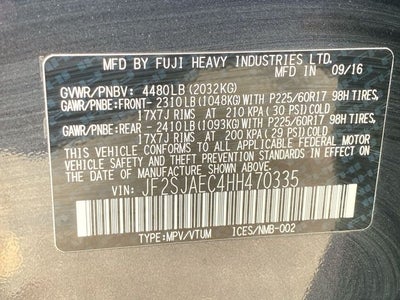 MFD BY FUJI HEAVY INDUSTRIES LTD.
MFD. IN 09/16
GVWR/PNBV: 4480LB (2032KG)
GAWR/PNBE:FRONT- 2310LB (1048KG)WITH P225/60R17 98H TIRES,
17X7J RIMS AT 210 KPA (30 PSI)COLD
GAWR/PNBE:REAR - 2410LB (1093KG)WITH P225/60R17 98H TIRES,
17X7J RIMS AT 200 KPA (29 PSI)COLD
THIS VEHICLE CONFORMS TO ALL APPLICABLE FEDERAL MOTOR
VEHICLE SAFETY STANDARDS IN EFFECT ON
THE DATE OF MANUFACTURE SHOWN ABOVE.
VIN: JF2SJAEC4HH470335
TYPE:MPV/VTUM ICES/NMB-002